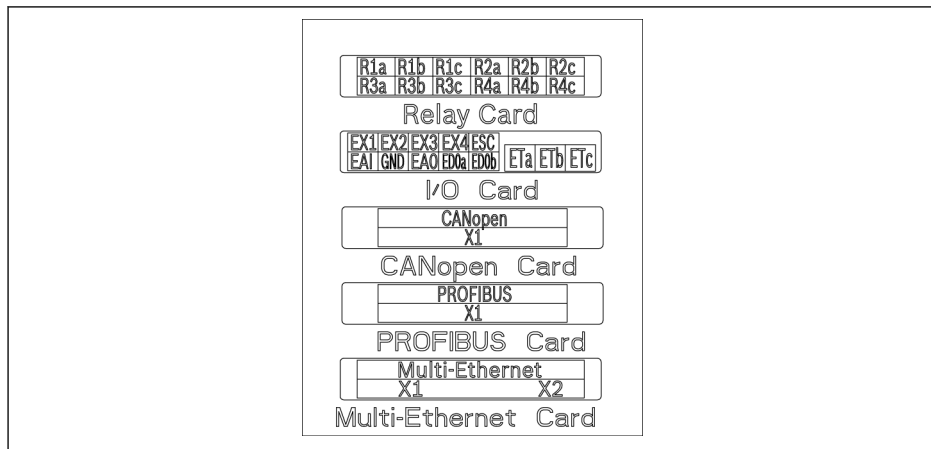 R1a R1b R1c R2a R2b R2c
R3a R3b R3c R4a R4b R4c
Relay Card
EX1 EX2 EX3 EX4 ESC
EAI GND EAO EDOa EDOb ETa ETb ETc
I/O Card
CANopen
X1
CANopen Card
PROFIBUS
X1
PROFIBUS Card
Multi-Ethernet
X1 X2
Multi-Ethernet Card